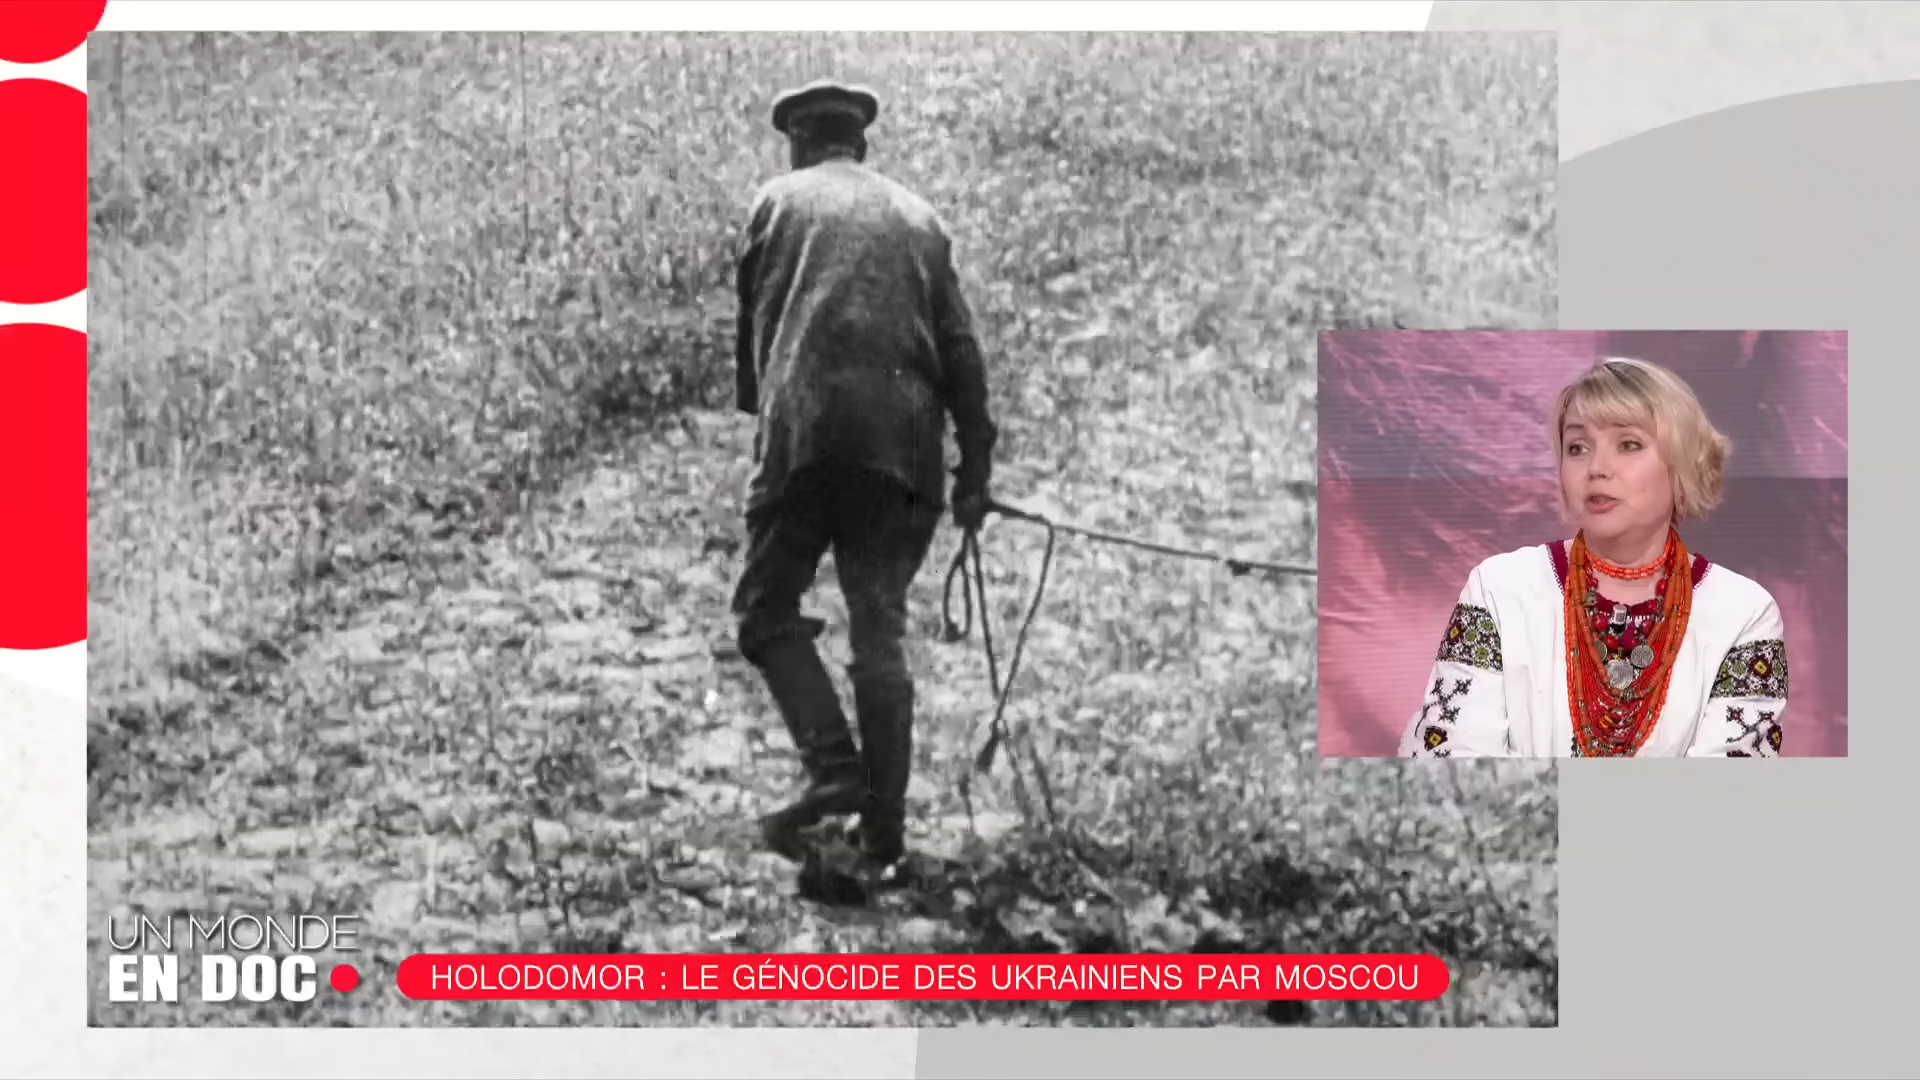 UN MONDE
EN DOC
HOLODOMOR : LE GÉNOCIDE DES UKRAINIENS PAR MOSCOU